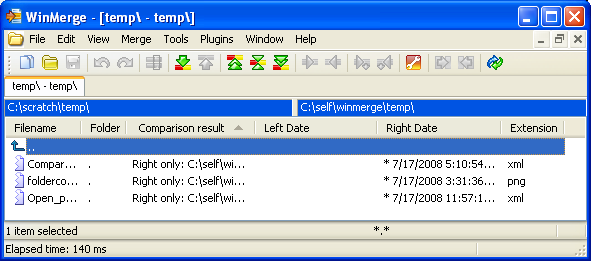 WinMerge - [temp\ - temp\]
File Edit View Merge Tools Plugins Window Help
temp\ - temp\
C:\scratch\temp\ C:\self\winmerge\temp\
Filename Folder Comparison result Left Date Right Date Extension
..
Compar... . Right only: C:\self\wi... * 7/17/2008 5:10:54... xml
folderco... . Right only: C:\self\wi... * 7/17/2008 3:31:36... png
Open_p... . Right only: C:\self\wi... * 7/17/2008 11:57:1... xml
1 item selected *.*
Elapsed time: 140 ms